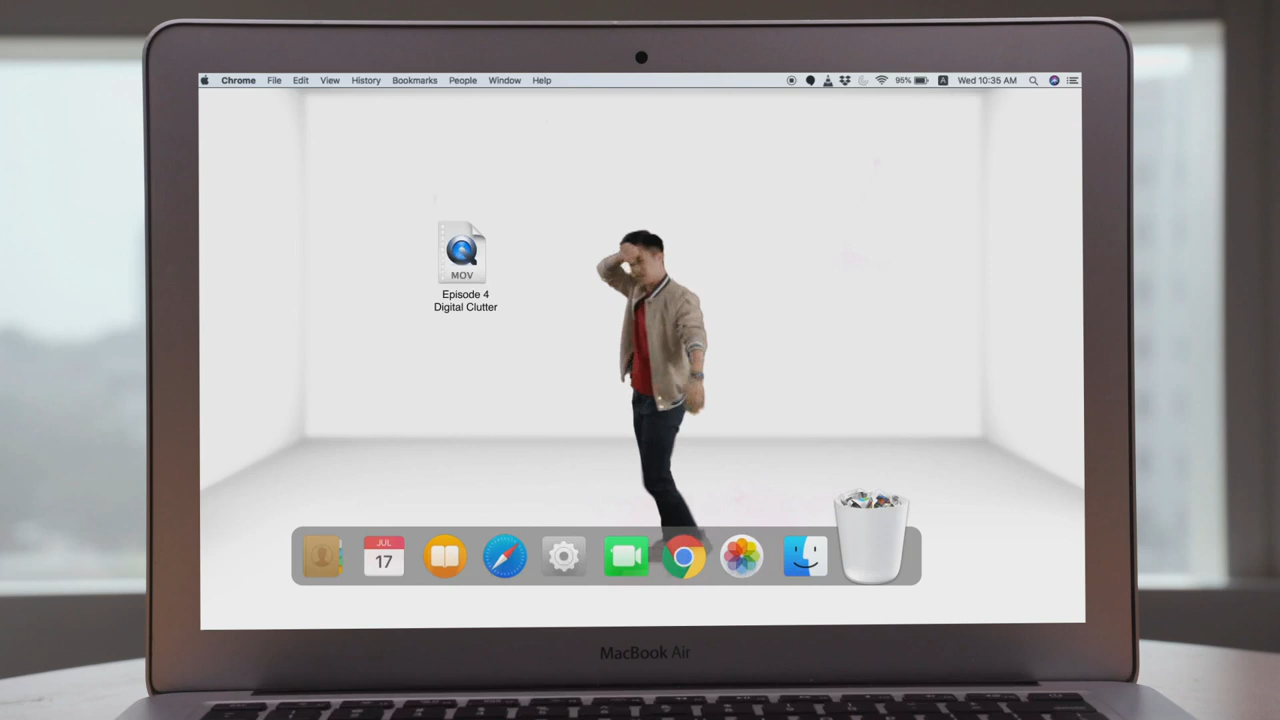 Chrome File Edit View History Bookmarks People Window Help 95% A Wed 10:35 AM
MOV
Episode 4
Digital Clutter
JUL
17
MacBook Air